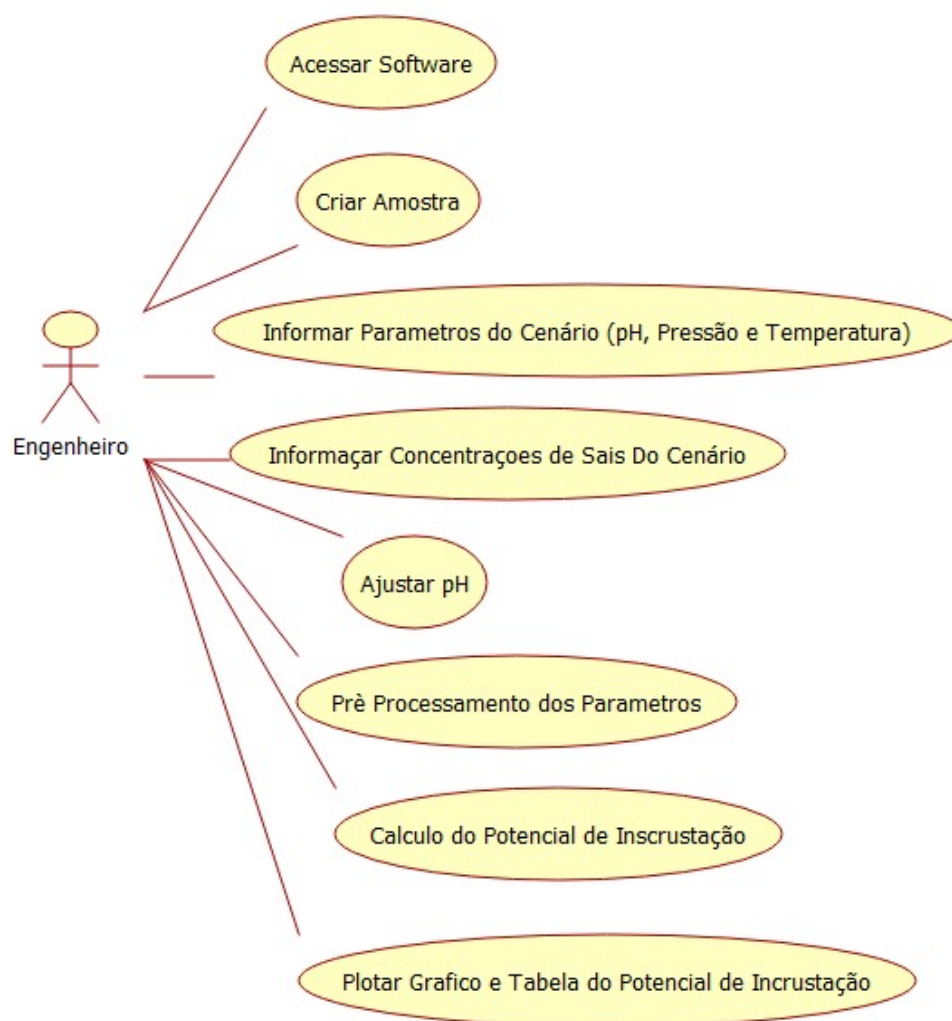 Acessar Software
Criar Amostra
Informar Parametros do Cenário (pH, Pressão e Temperatura)
Engenheiro
Informaçar Concentraçoes de Sais Do Cenário
Ajustar pH
Prè Processamento dos Parametros
Calculo do Potencial de Inscrustação
Plotar Grafico e Tabela do Potencial de Incrustação